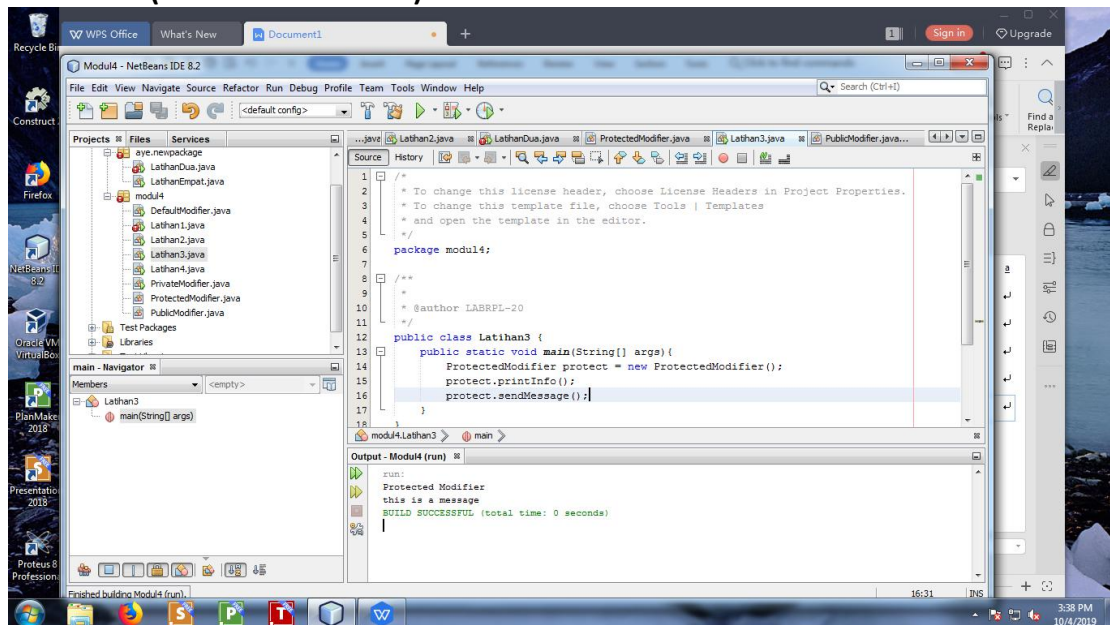 Recycle Bin
WPS Office
What's New
Document1
Sign in
Upgrade
Modul4 - NetBeans IDE 8.2
File Edit View Navigate Source Refactor Run Debug Profile Team Tools Window Help
Search (Ctrl+I)
<default config>
Find a
Repla
Construct
Projects
Files
Services
...java
Latihan2.java
LatihanDua.java
ProtectedModifier.java
Latihan3.java
PublicModifier.java...
Source
History
aye.newpackage
LatihanDua.java
LatihanEmpat.java
modul4
DefaultModifier.java
Latihan1.java
Latihan2.java
Latihan3.java
Latihan4.java
PrivateModifier.java
ProtectedModifier.java
PublicModifier.java
Test Packages
Libraries
Firefox
NetBeans IDE
8.2
Oracle VM
VirtualBox
PlanMaker
2018
Presentatio
2018
Proteus 8
Profession
1 /*
2 * To change this license header, choose License Headers in Project Properties.
3 * To change this template file, choose Tools | Templates
4 * and open the template in the editor.
5 */
6 package modul4;
7
8 /**
9 *
10 * @author LABRPL-20
11 */
12 public class Latihan3 {
13 public static void main(String[] args){
14 ProtectedModifier protect = new ProtectedModifier();
15 protect.printInfo();
16 protect.sendMessage();
17 }
18 }
main - Navigator
Members
<empty>
Latihan3
main(String[] args)
modul4.Latihan3
main
Output - Modul4 (run)
run:
Protected Modifier
this is a message
BUILD SUCCESSFUL (total time: 0 seconds)
Finished building Modul4 (run).
16:31
INS
3:38 PM
10/4/2019